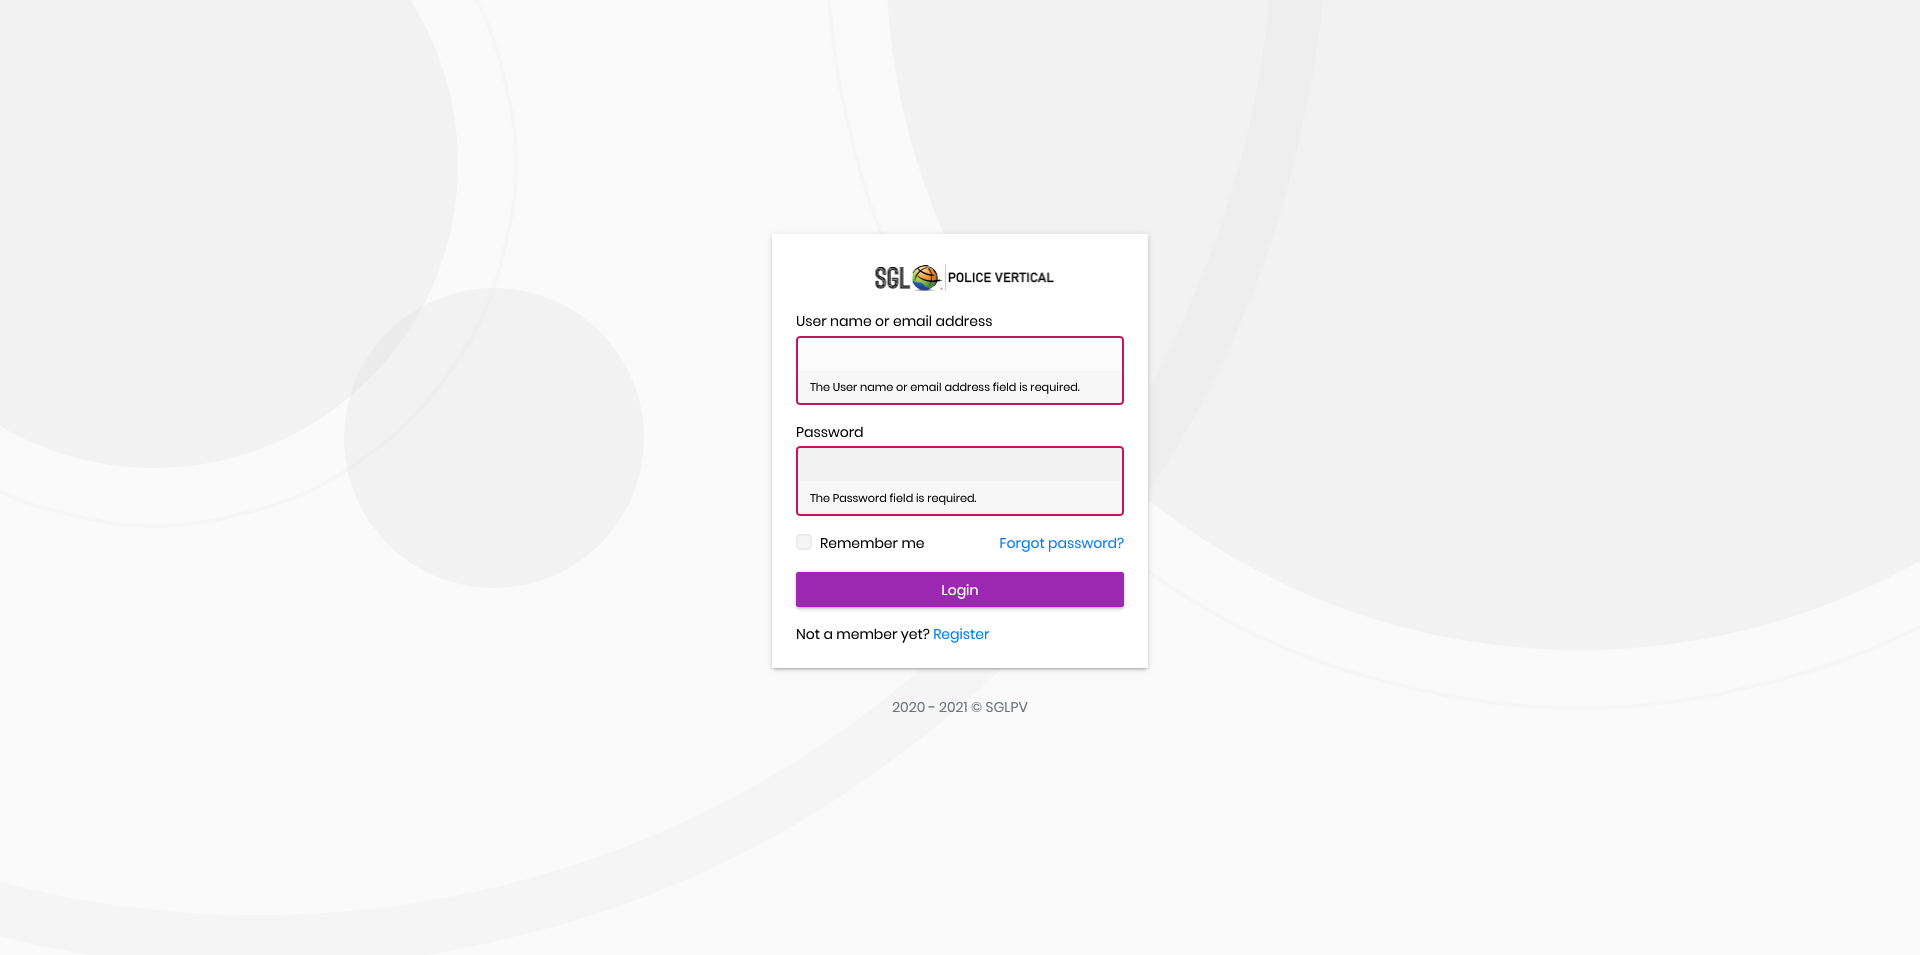 SGL POLICE VERTICAL
User name or email address
The User name or email address field is required.
Password
The Password field is required.
Remember me Forgot password?
Login
Not a member yet? Register
2020 - 2021 © SGLPV